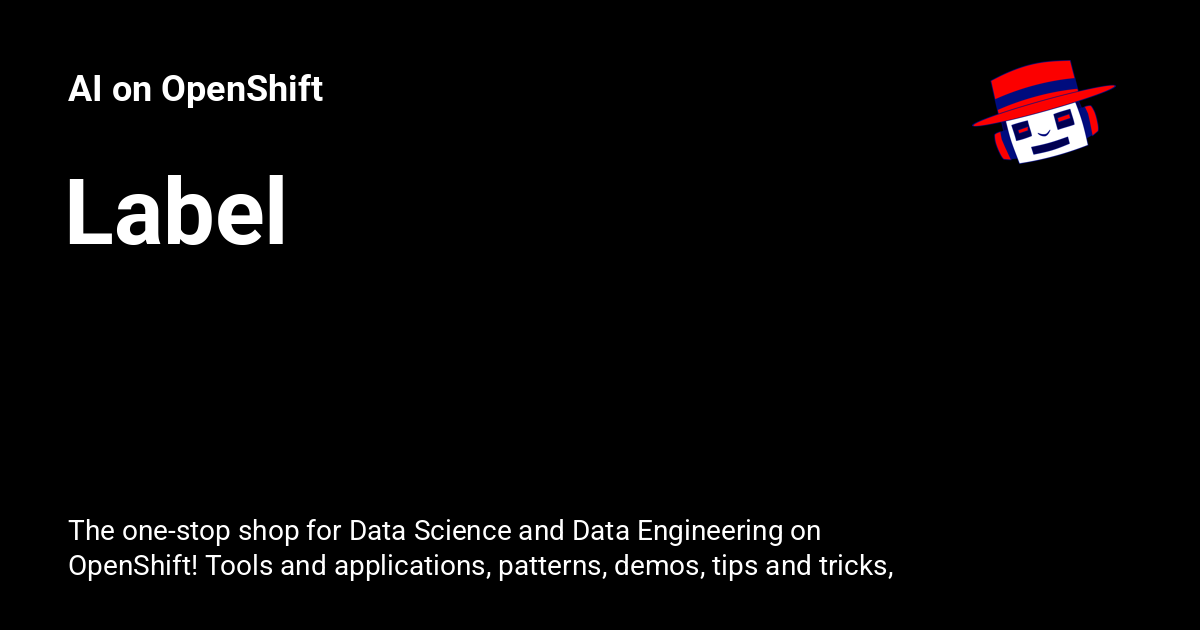 AI on OpenShift
Label
The one-stop shop for Data Science and Data Engineering on
OpenShift! Tools and applications, patterns, demos, tips and tricks,